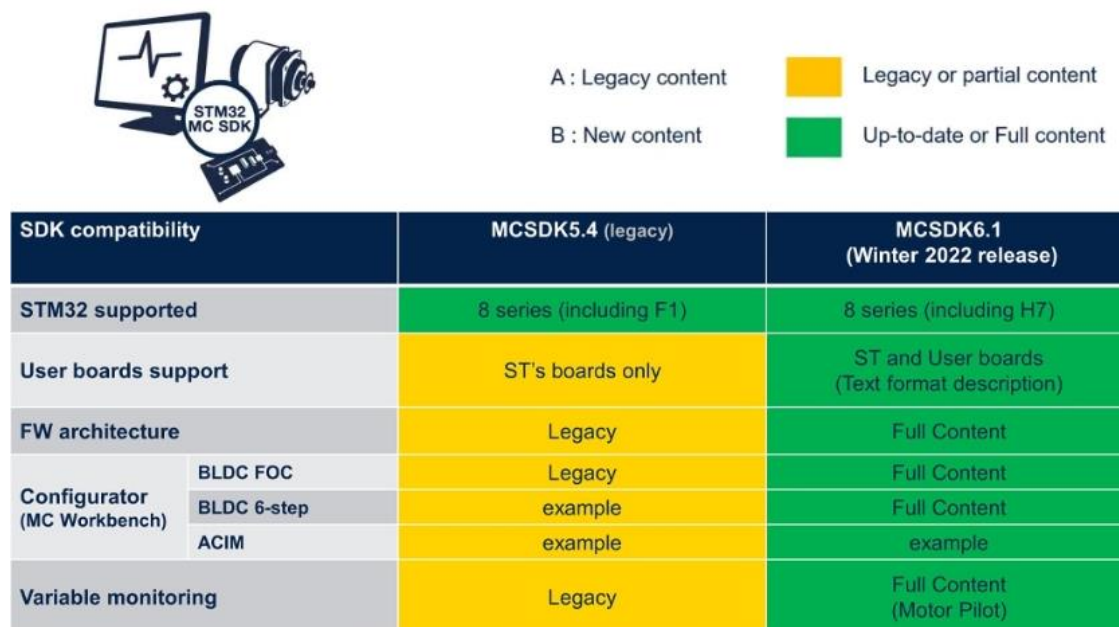 STM32
MC SDK
A : Legacy content
Legacy or partial content
B : New content
Up-to-date or Full content
SDK compatibility
MCSDK5.4 (legacy)
MCSDK6.1
(Winter 2022 release)
STM32 supported
8 series (including F1)
8 series (including H7)
User boards support
ST's boards only
ST and User boards
(Text format description)
FW architecture
Legacy
Full Content
Configurator
(MC Workbench)
BLDC FOC
Legacy
Full Content
BLDC 6-step
example
Full Content
ACIM
example
example
Variable monitoring
Legacy
Full Content
(Motor Pilot)